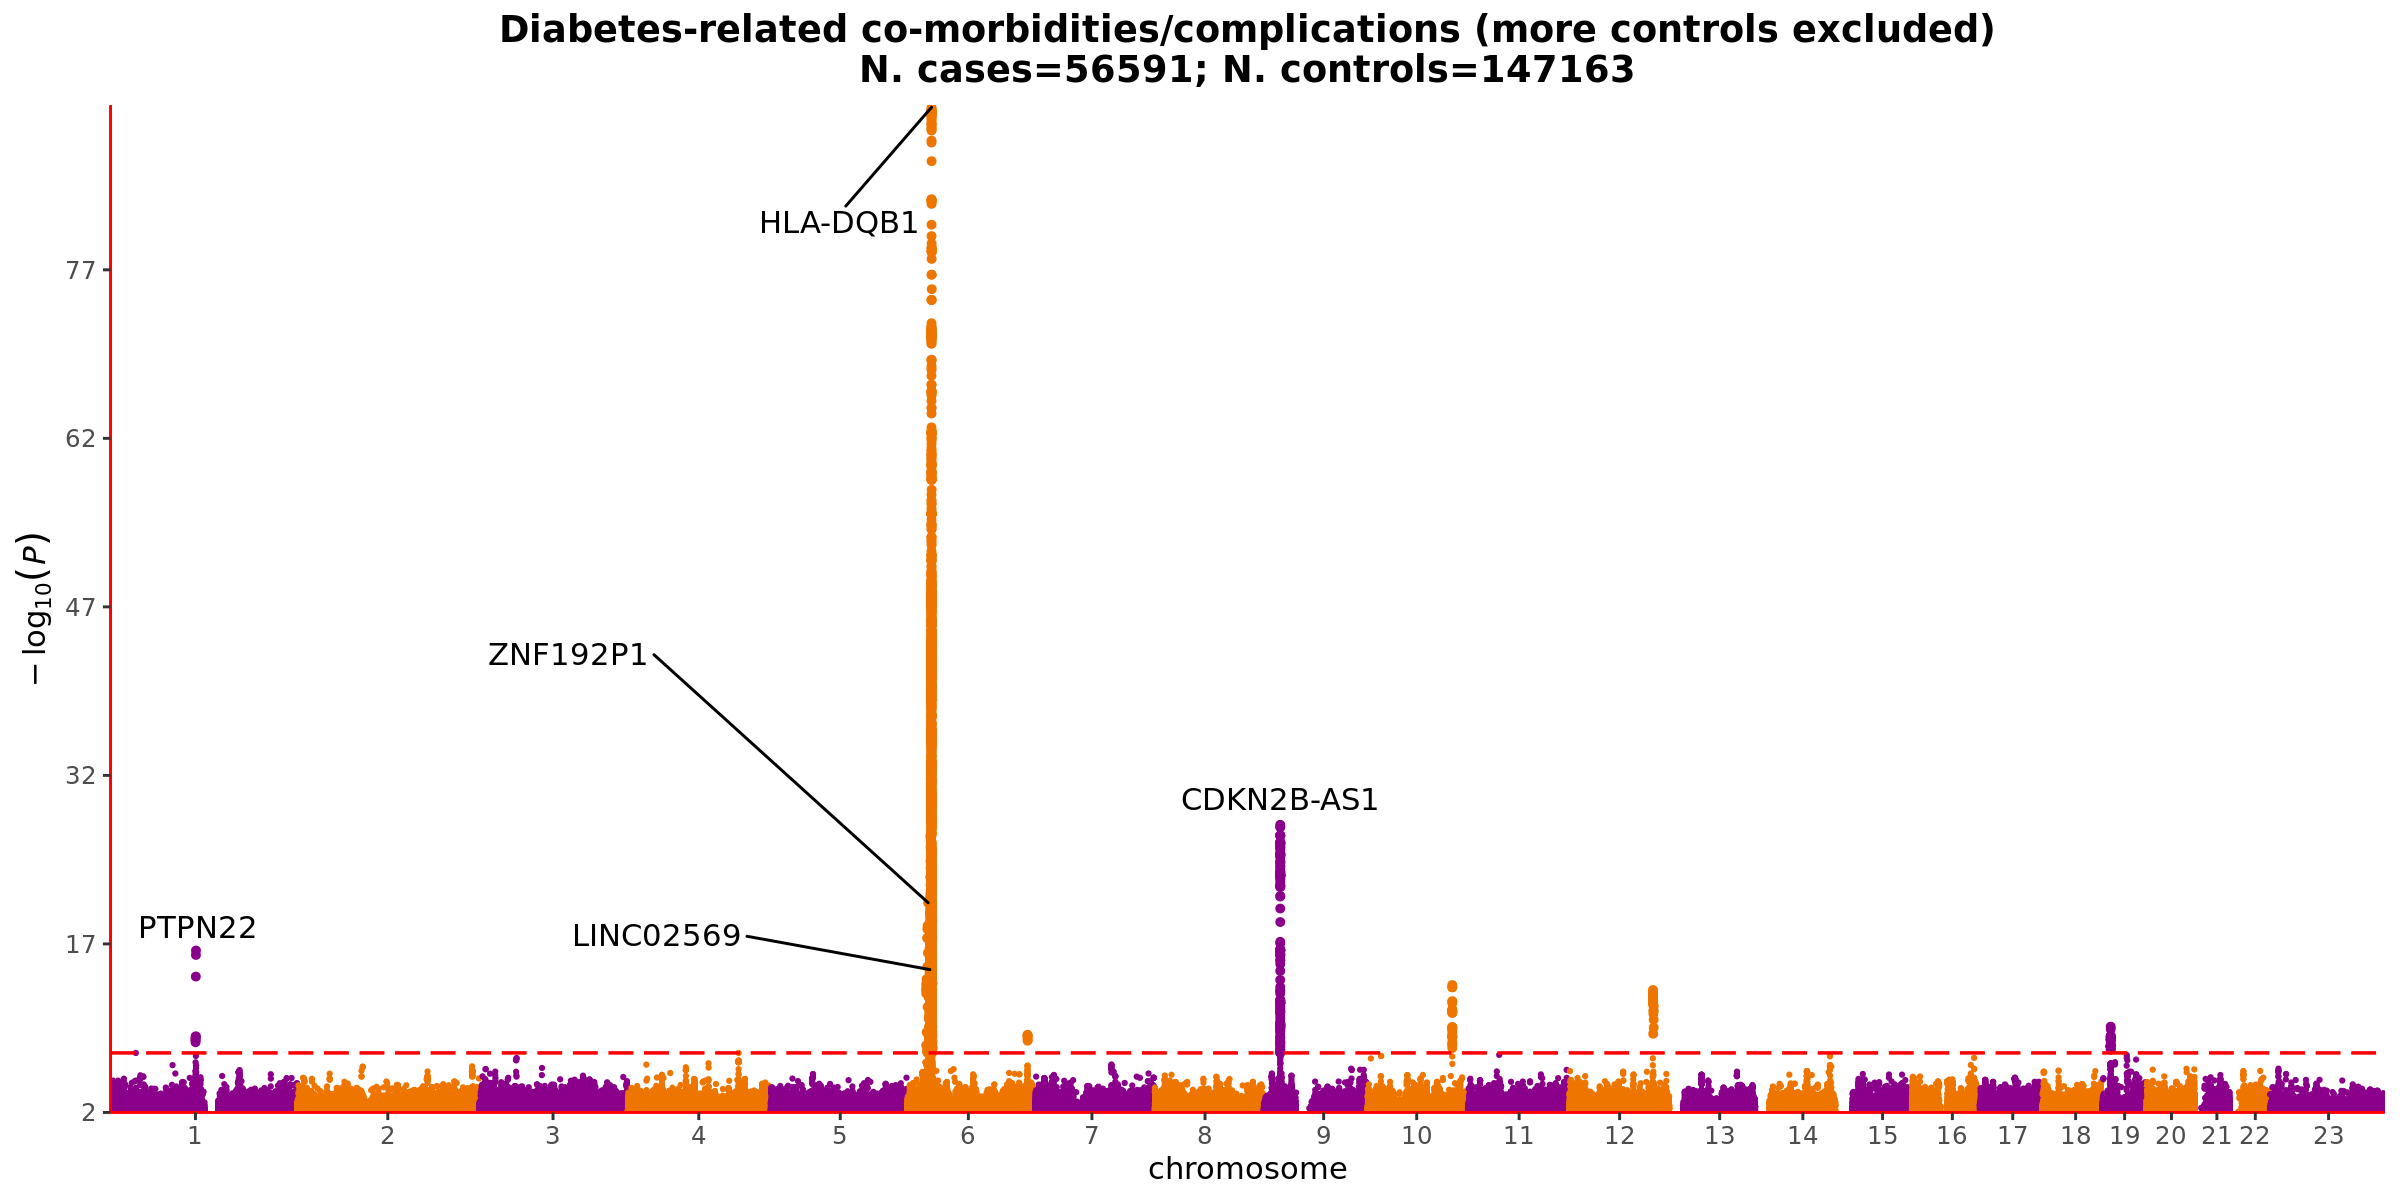 Diabetes-related co-morbidities/complications (more controls excluded)
N. cases=56591; N. controls=147163
HLA-DQB1
77
62
− log10(P)
47
ZNF192P1
32
CDKN2B-AS1
PTPN22
LINC02569
17
2
1 2 3 4 5 6 7 8 9 10 11 12 13 14 15 16 17 18 19 20 21 22 23
chromosome